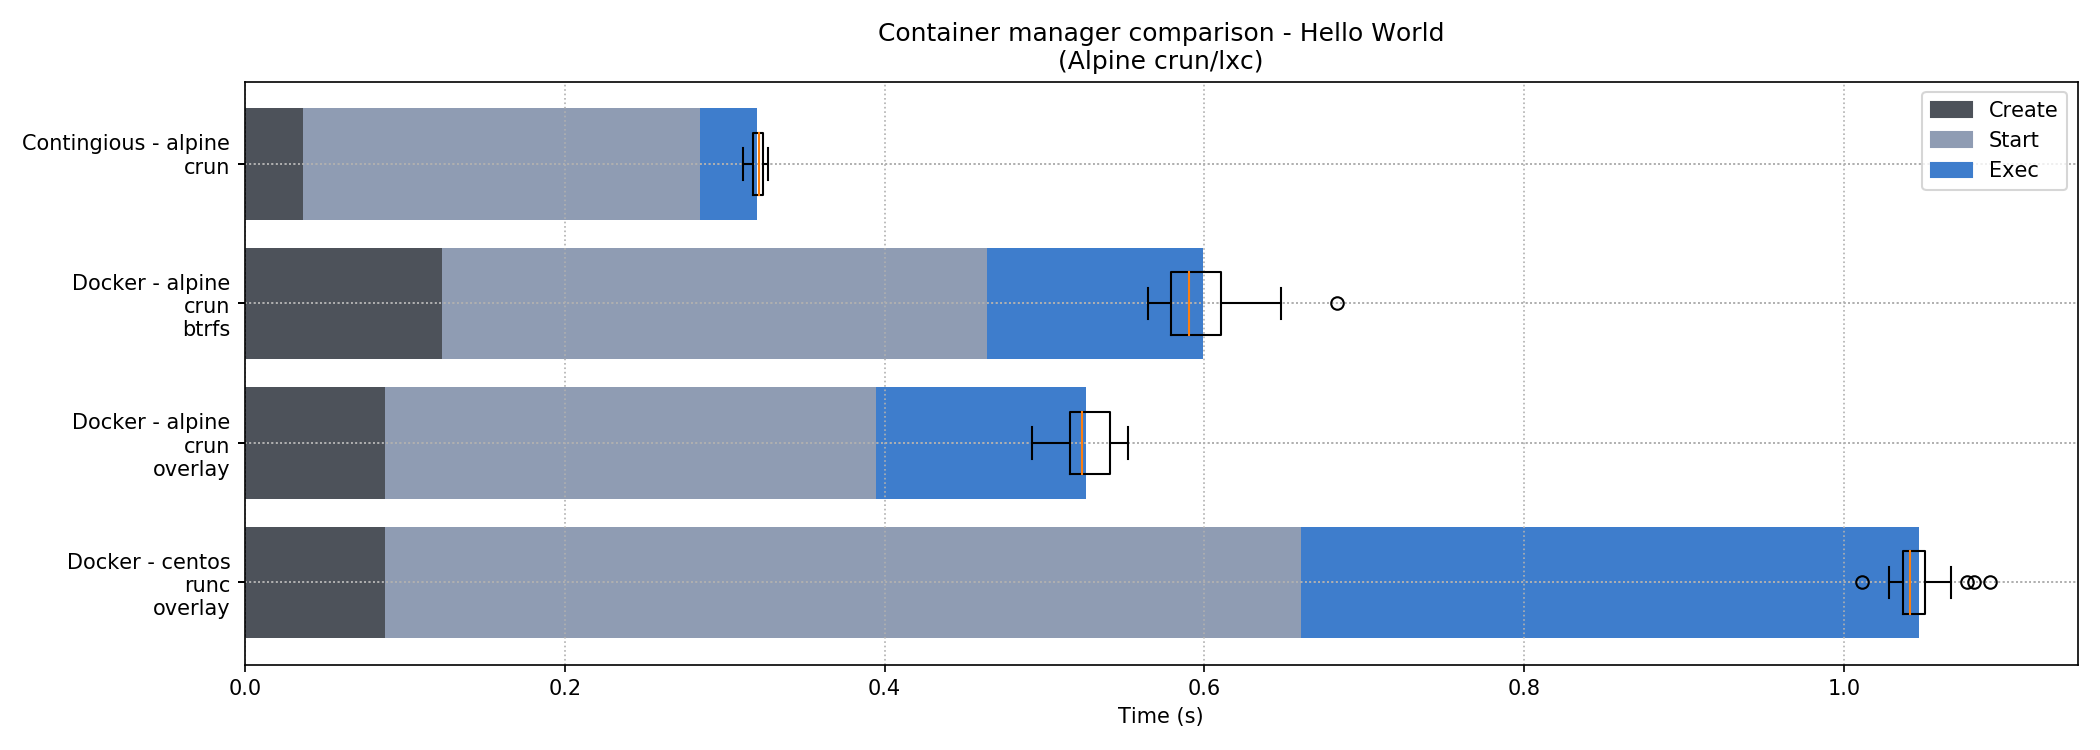 Container manager comparison - Hello World
(Alpine crun/lxc)
Create
Start
Exec
Contingious - alpine
crun
Docker - alpine
crun
btrfs
Docker - alpine
crun
overlay
Docker - centos
runc
overlay
0.0
0.2
0.4
0.6
0.8
1.0
Time (s)